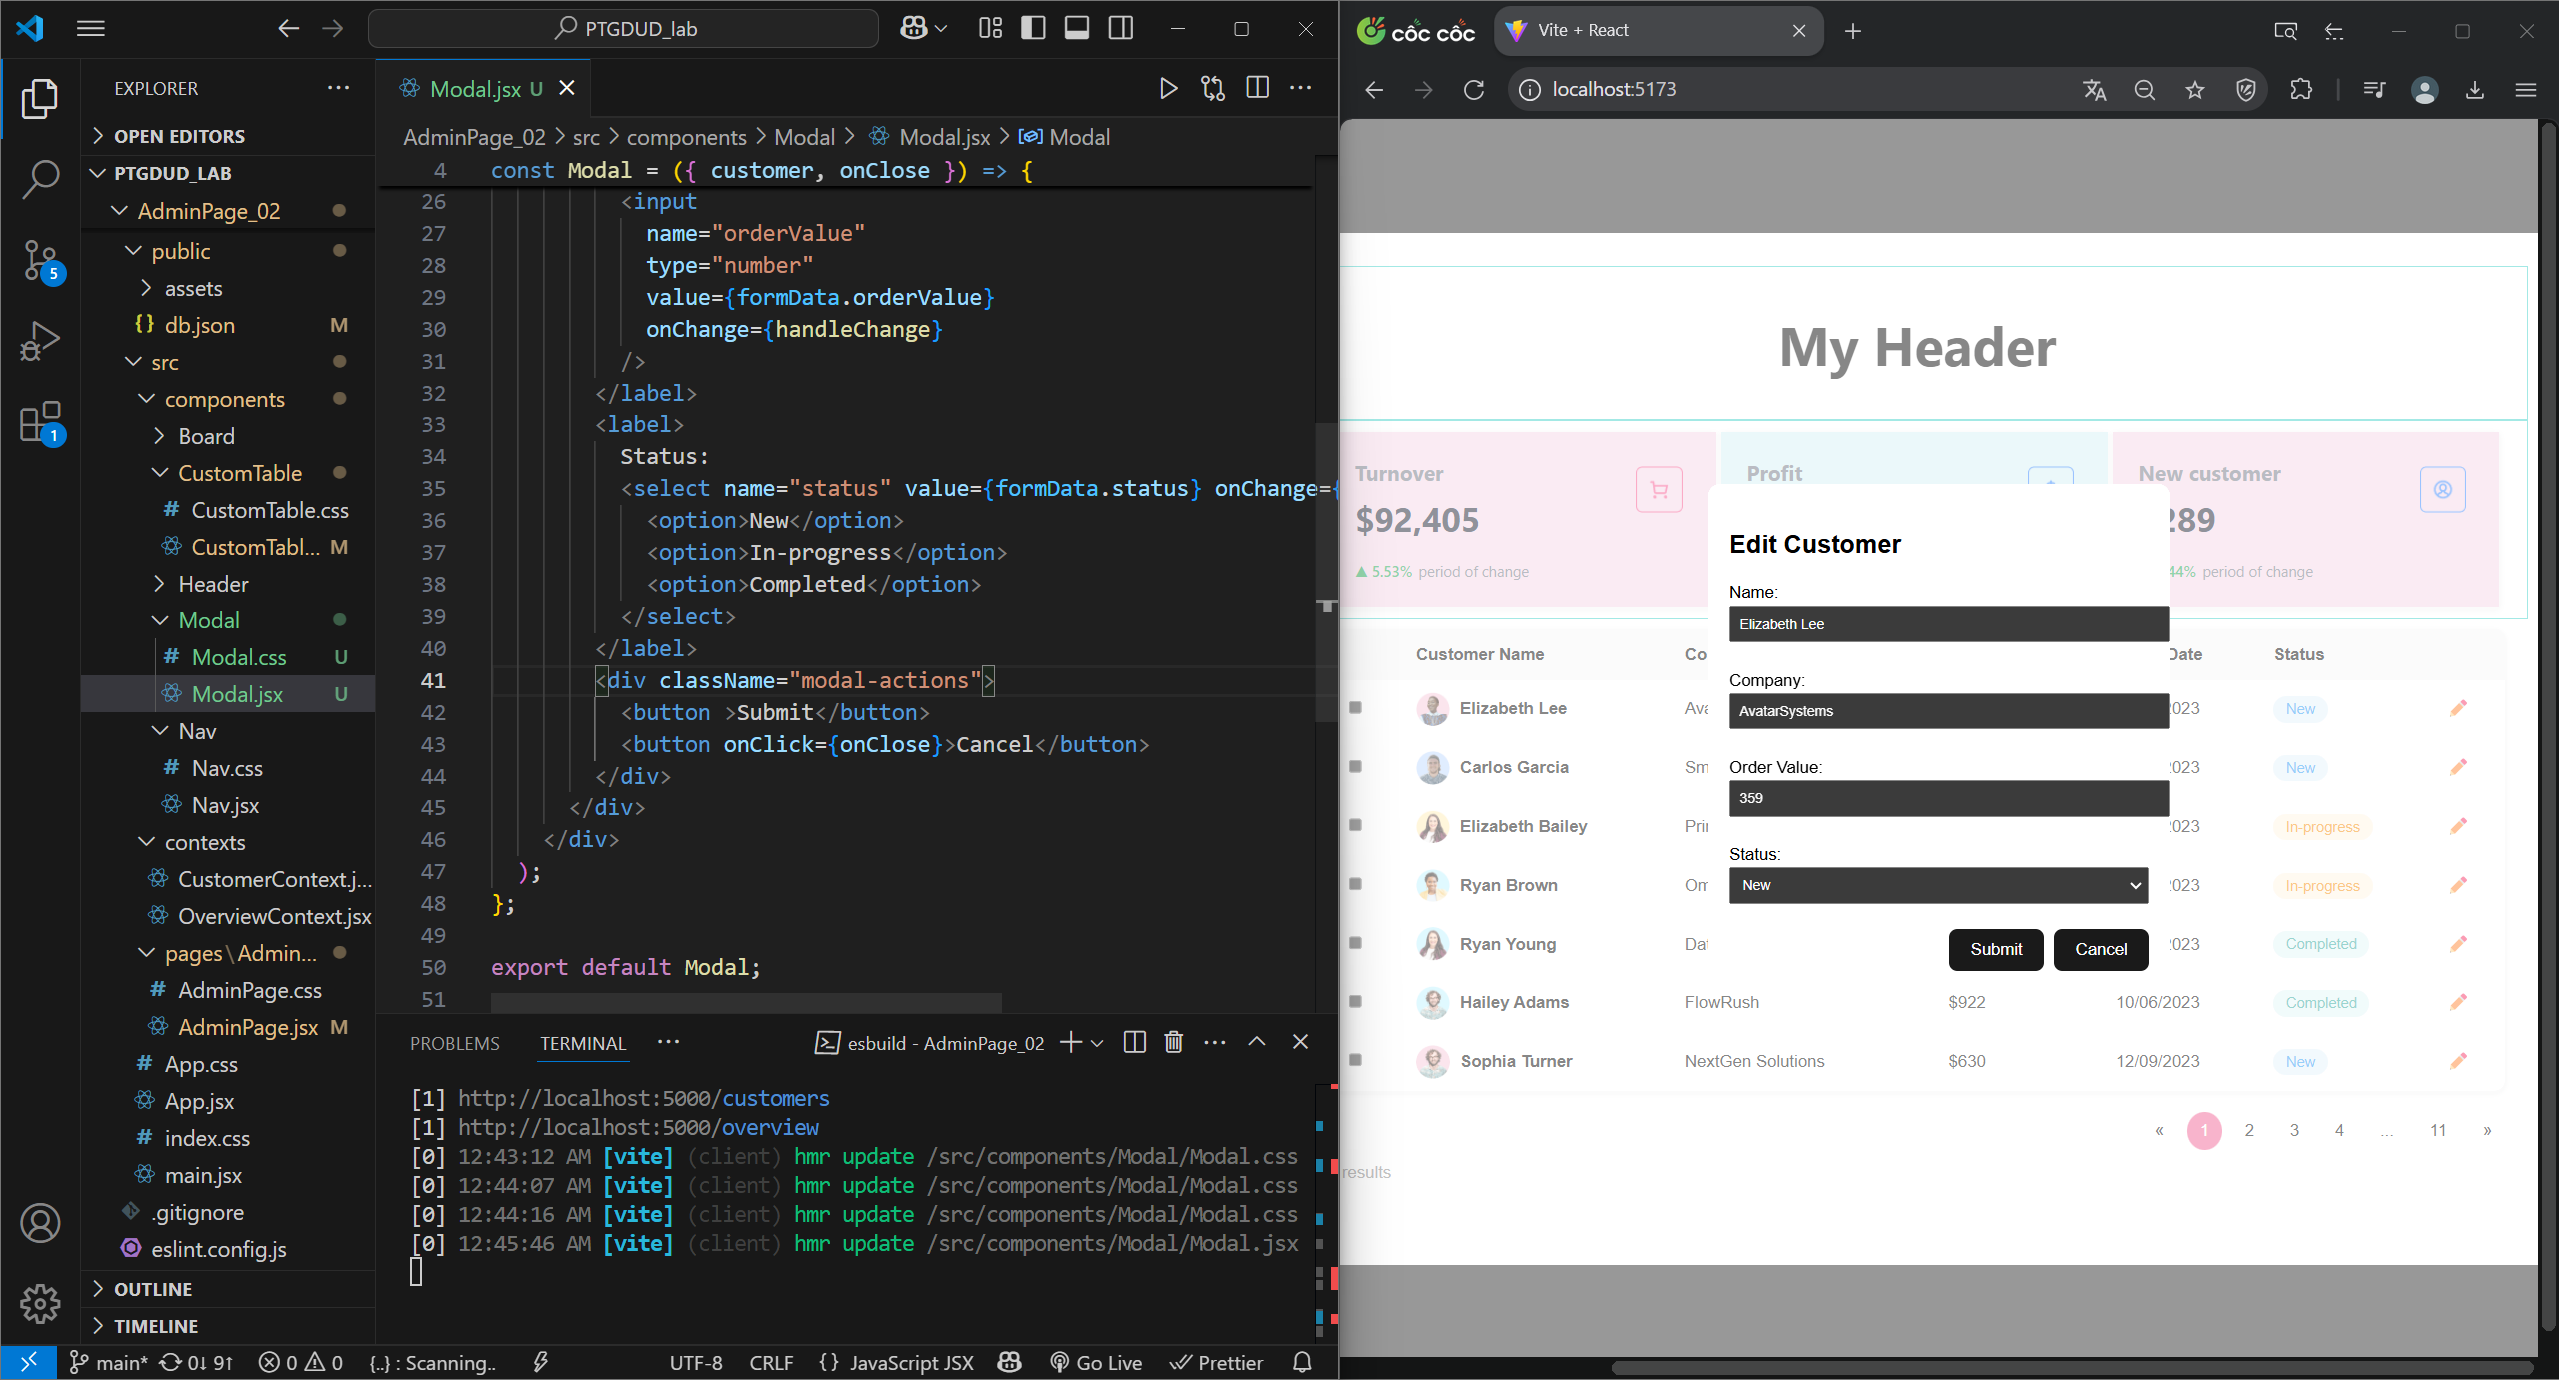 PTGDUD_lab
EXPLORER
OPEN EDITORS
PTGDUD_LAB
AdminPage_02
public
assets
{} db.json M
src
components
Board
CustomTable
# CustomTable.css
CustomTabl... M
Header
Modal
# Modal.css U
Modal.jsx U
Nav
# Nav.css
Nav.jsx
contexts
CustomerContext.j...
OverviewContext.jsx
pages\Admin...
# AdminPage.css
AdminPage.jsx M
# App.css
App.jsx
# index.css
main.jsx
.gitignore
eslint.config.js
OUTLINE
TIMELINE
5
1
Modal.jsx U
AdminPage_02 > src > components > Modal > Modal.jsx > Modal
4 const Modal = ({ customer, onClose }) => {
26 <input
27 name="orderValue"
28 type="number"
29 value={formData.orderValue}
30 onChange={handleChange}
31 />
32 </label>
33 <label>
34 Status:
35 <select name="status" value={formData.status} onChange={
36 <option>New</option>
37 <option>In-progress</option>
38 <option>Completed</option>
39 </select>
40 </label>
41 <div className="modal-actions">
42 <button >Submit</button>
43 <button onClick={onClose}>Cancel</button>
44 </div>
45 </div>
46 </div>
47 );
48 };
49
50 export default Modal;
51
PROBLEMS TERMINAL ... esbuild - AdminPage_02
[1] http://localhost:5000/customers
[1] http://localhost:5000/overview
[0] 12:43:12 AM [vite] (client) hmr update /src/components/Modal/Modal.css
[0] 12:44:07 AM [vite] (client) hmr update /src/components/Modal/Modal.css
[0] 12:44:16 AM [vite] (client) hmr update /src/components/Modal/Modal.css
[0] 12:45:46 AM [vite] (client) hmr update /src/components/Modal/Modal.jsx
main* 0↓ 9↑ 0 0 {..} : Scanning.. UTF-8 CRLF {} JavaScript JSX Go Live Prettier
cốc cốc Vite + React
localhost:5173
My Header
Turnover
$92,405
▲ 5.53% period of change
Profit
New customer
289
44% period of change
Edit Customer
Name:
Elizabeth Lee
Company:
AvatarSystems
Order Value:
359
Status:
New
Submit Cancel
Customer Name Co Date Status
Elizabeth Lee Ava 2023 New
Carlos Garcia Sm 2023 New
Elizabeth Bailey Prin 2023 In-progress
Ryan Brown Om 2023 In-progress
Ryan Young Dat 2023 Completed
Hailey Adams FlowRush $922 10/06/2023 Completed
Sophia Turner NextGen Solutions $630 12/09/2023 New
« 1 2 3 4 ... 11 »
results